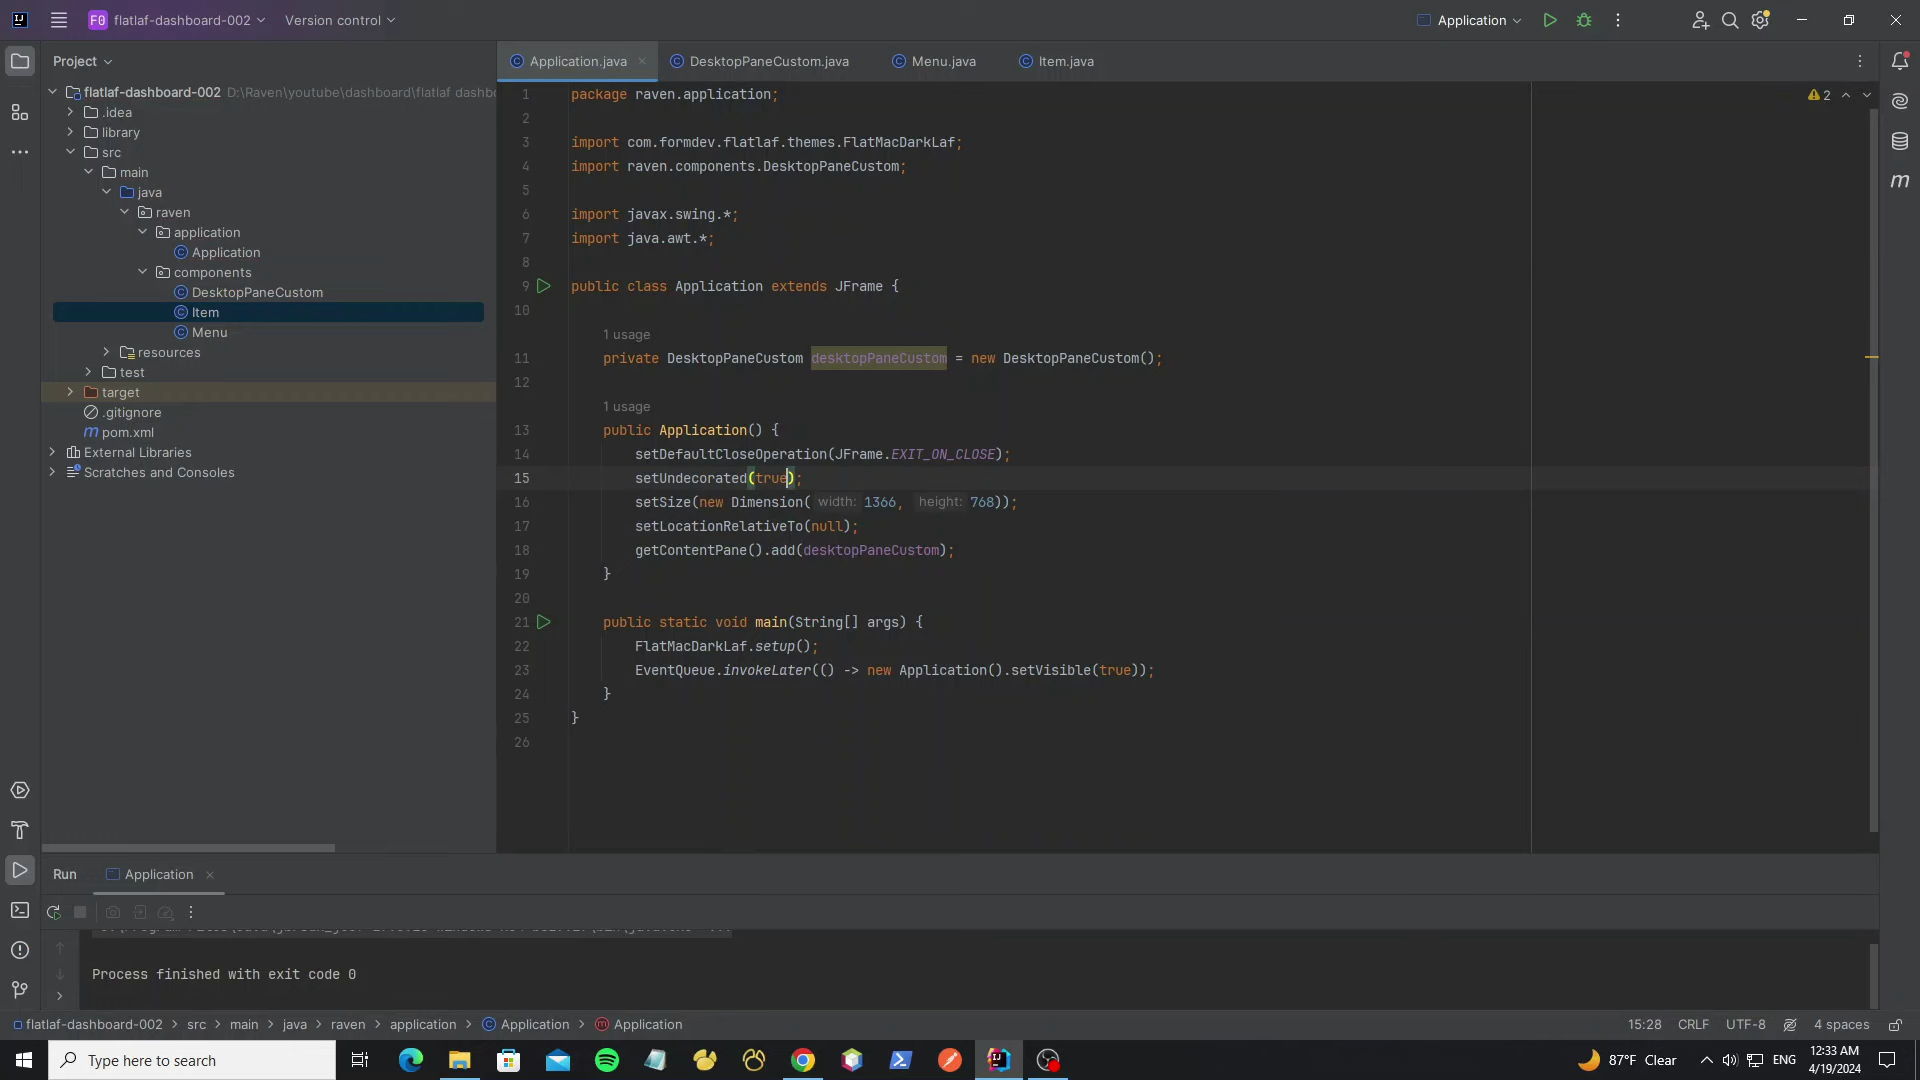 F0 flatlaf-dashboard-002 Version control
Application
Project
Application.java DesktopPaneCustom.java Menu.java Item.java
flatlaf-dashboard-002 D:\Raven\youtube\dashboard\flatlaf dashbo
.idea
library
src
main
java
raven
application
Application
components
DesktopPaneCustom
Item
Menu
resources
test
target
.gitignore
m pom.xml
External Libraries
Scratches and Consoles
2
1 package raven.application;
2
3 import com.formdev.flatlaf.themes.FlatMacDarkLaf;
4 import raven.components.DesktopPaneCustom;
5
6 import javax.swing.*;
7 import java.awt.*;
8
9 public class Application extends JFrame {
10
1 usage
11 private DesktopPaneCustom desktopPaneCustom = new DesktopPaneCustom();
12
1 usage
13 public Application() {
14 setDefaultCloseOperation(JFrame.EXIT_ON_CLOSE);
15 setUndecorated(true);
16 setSize(new Dimension( width: 1366, height: 768));
17 setLocationRelativeTo(null);
18 getContentPane().add(desktopPaneCustom);
19 }
20
21 public static void main(String[] args) {
22 FlatMacDarkLaf.setup();
23 EventQueue.invokeLater(() -> new Application().setVisible(true));
24 }
25 }
26
Run Application
Process finished with exit code 0
flatlaf-dashboard-002 > src > main > java > raven > application > Application > m Application
15:28 CRLF UTF-8 4 spaces
Type here to search
87°F Clear
ENG
12:33 AM
4/19/2024